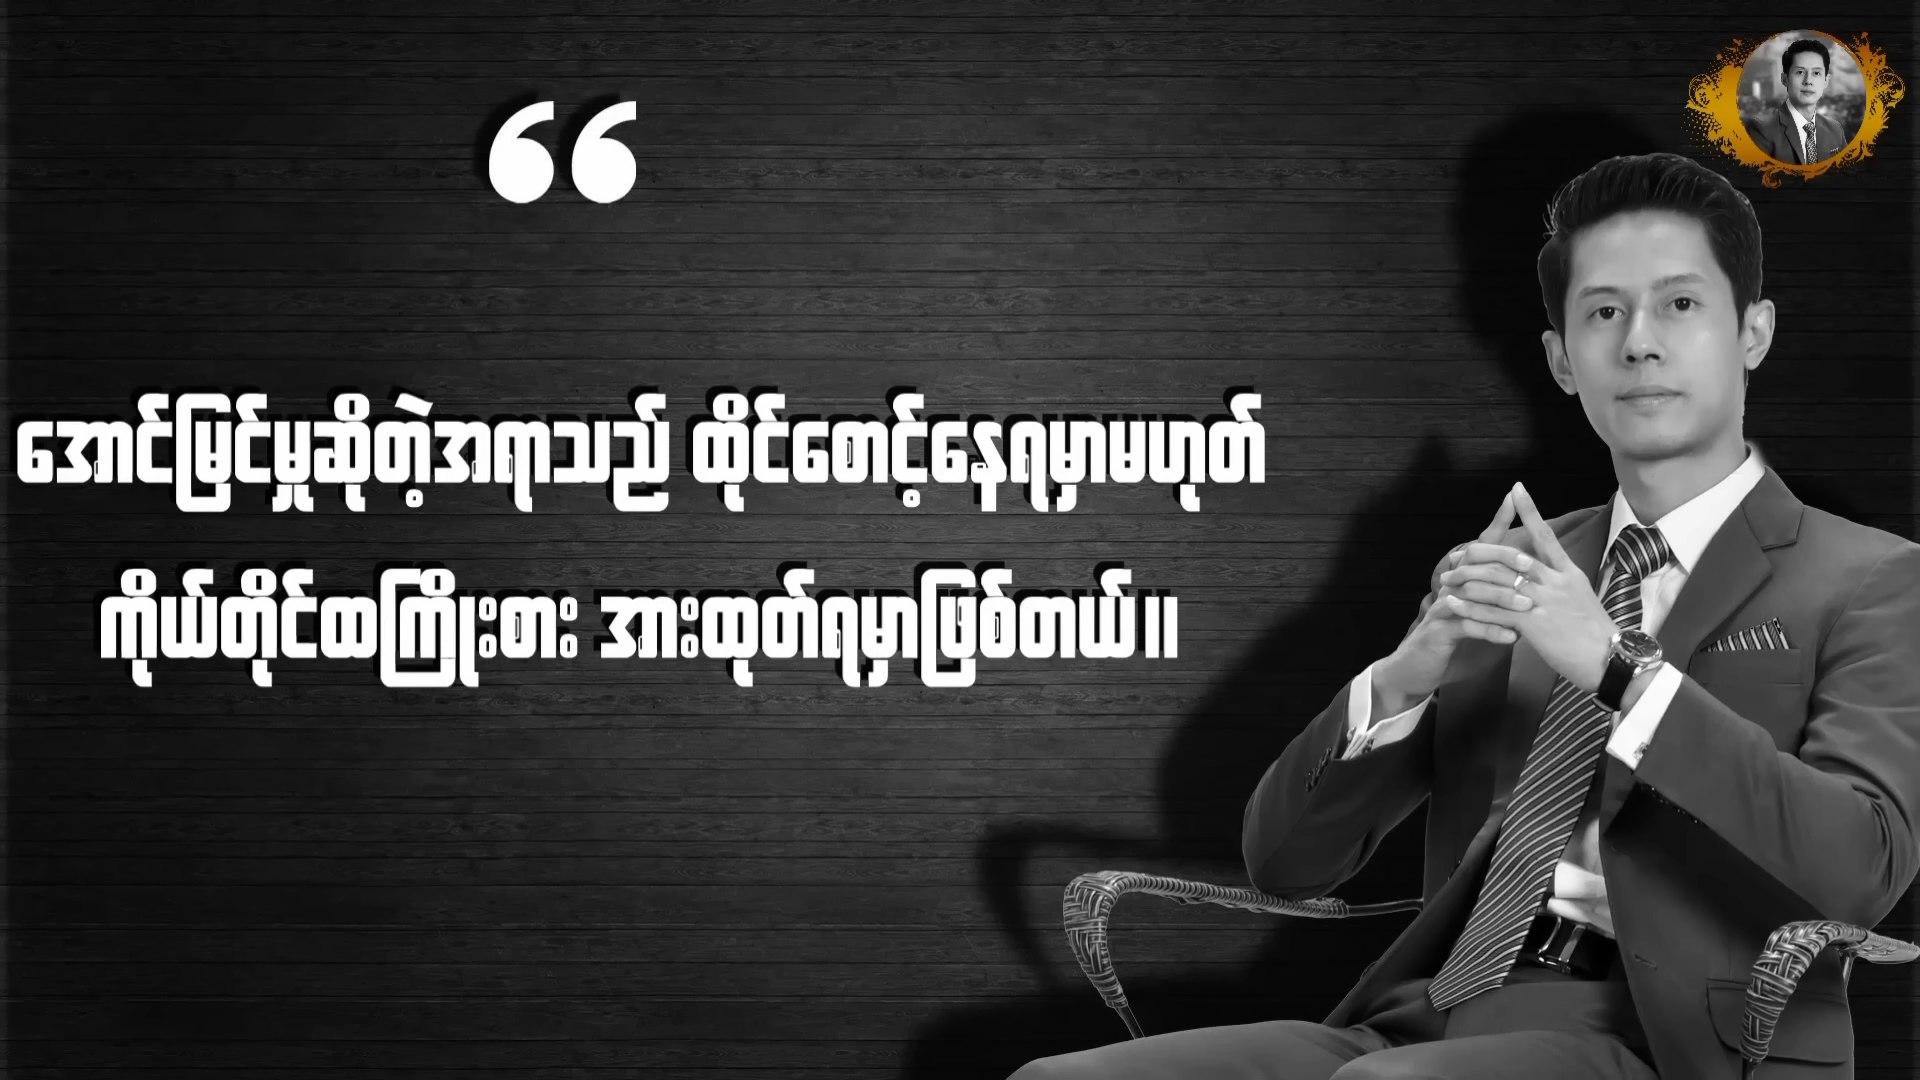 “
အောင်မြင်မှုဆိုတဲ့အရာသည် ထိုင်စောင့်နေရမှာမဟုတ်
ကိုယ်တိုင်ထကြိုးစား အားထုတ်ရမှာဖြစ်တယ်။